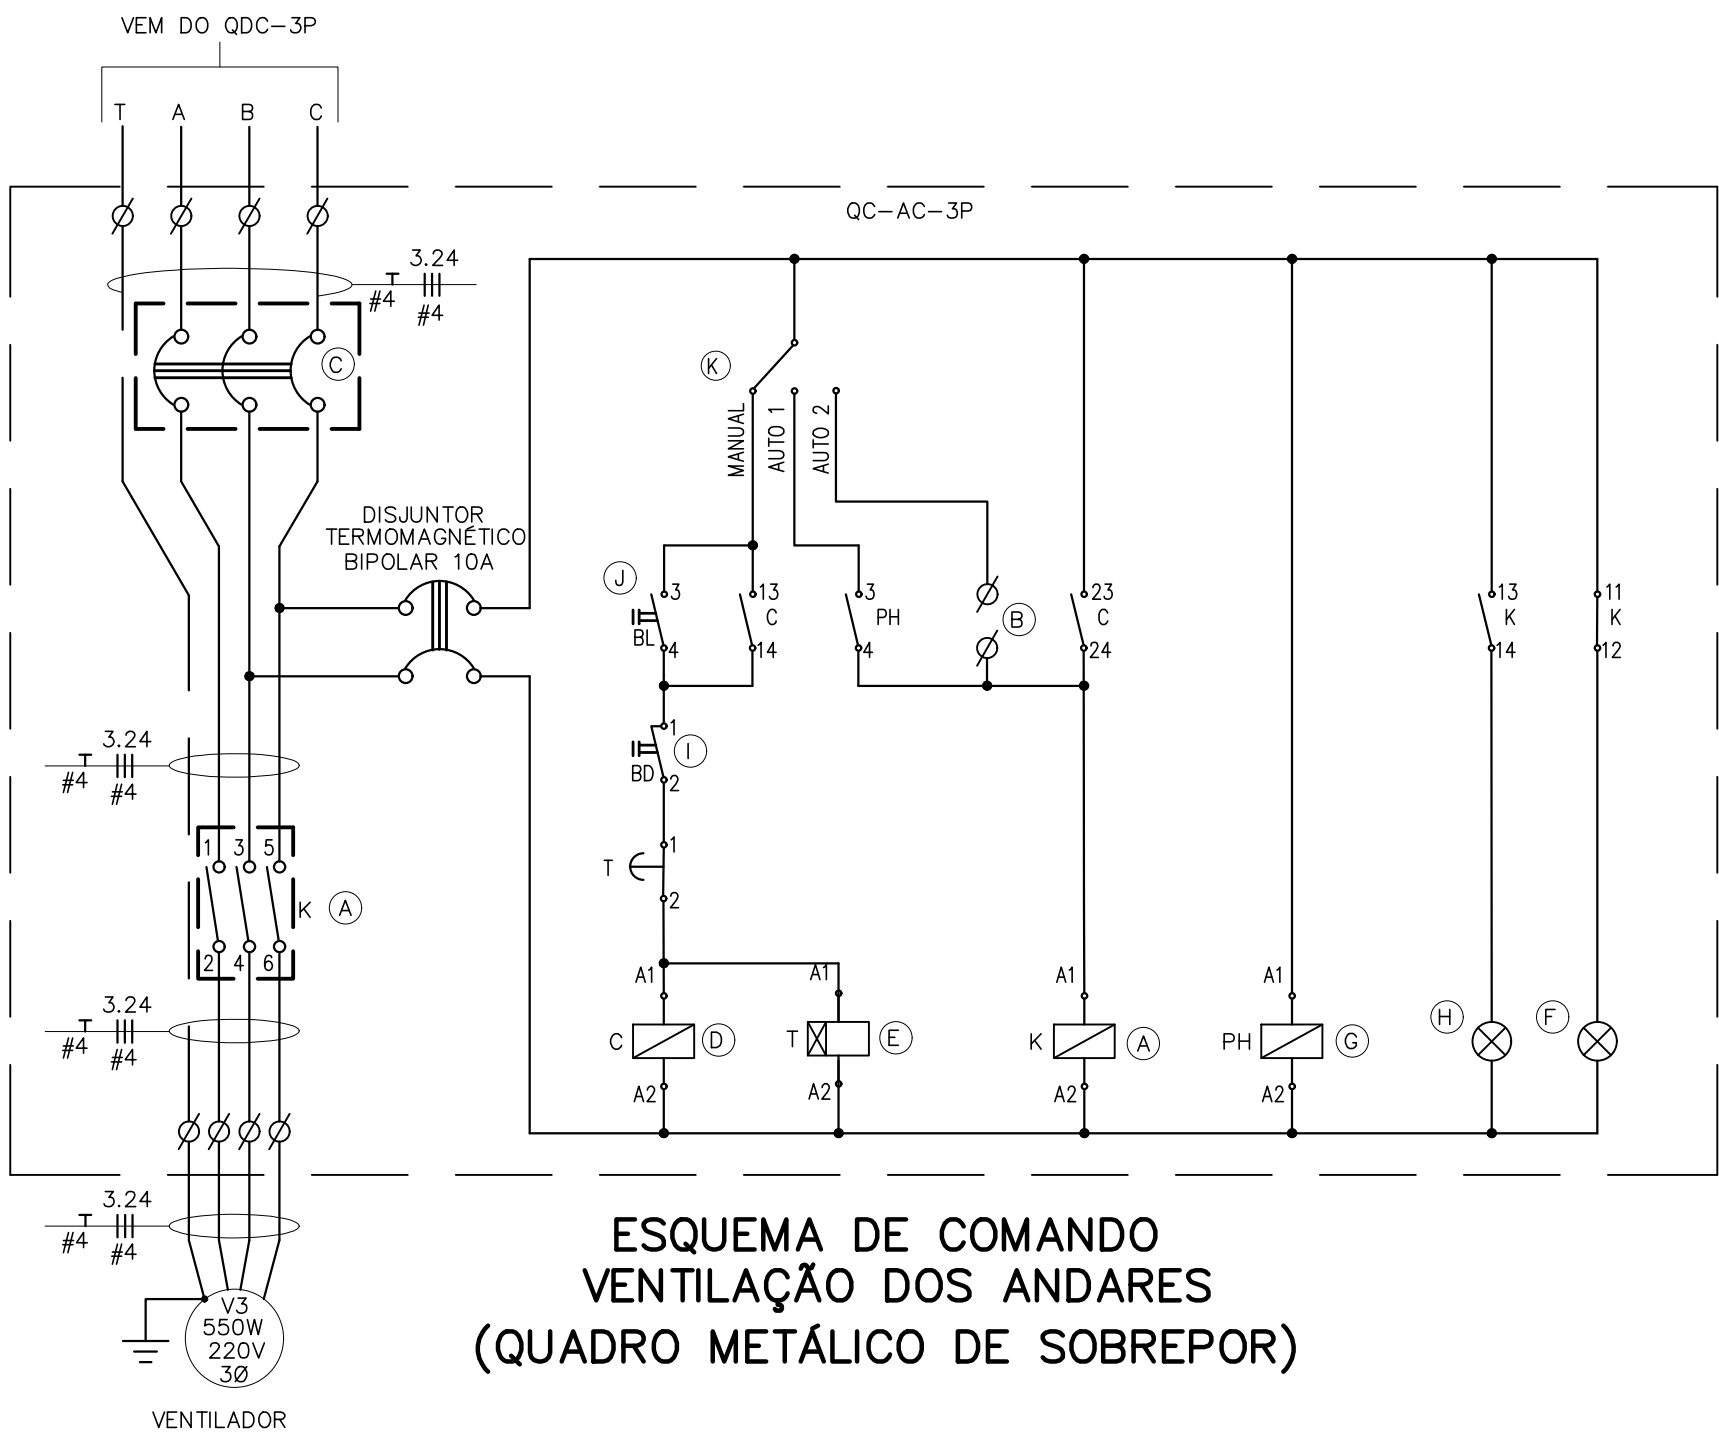 VEM DO QDC-3P
T A B C
QC-AC-3P
3.24
#4 #4
C
K
MANUAL
AUTO 1
AUTO 2
DISJUNTOR
TERMOMAGNÉTICO
BIPOLAR 10A
J 3 13 3 23 13 11
BL C PH B C K K
4 14 4 24 14 12
1
BD I
2
3.24
#4 #4
1 3 5
K A
2 4 6
T 1
2
A1 A1 A1 A1
3.24
#4 #4
C D T E K A PH G H F
A2 A2 A2 A2
3.24
#4 #4
V3
550W
220V
3Ø
VENTILADOR
ESQUEMA DE COMANDO
VENTILAÇÃO DOS ANDARES
(QUADRO METÁLICO DE SOBREPOR)